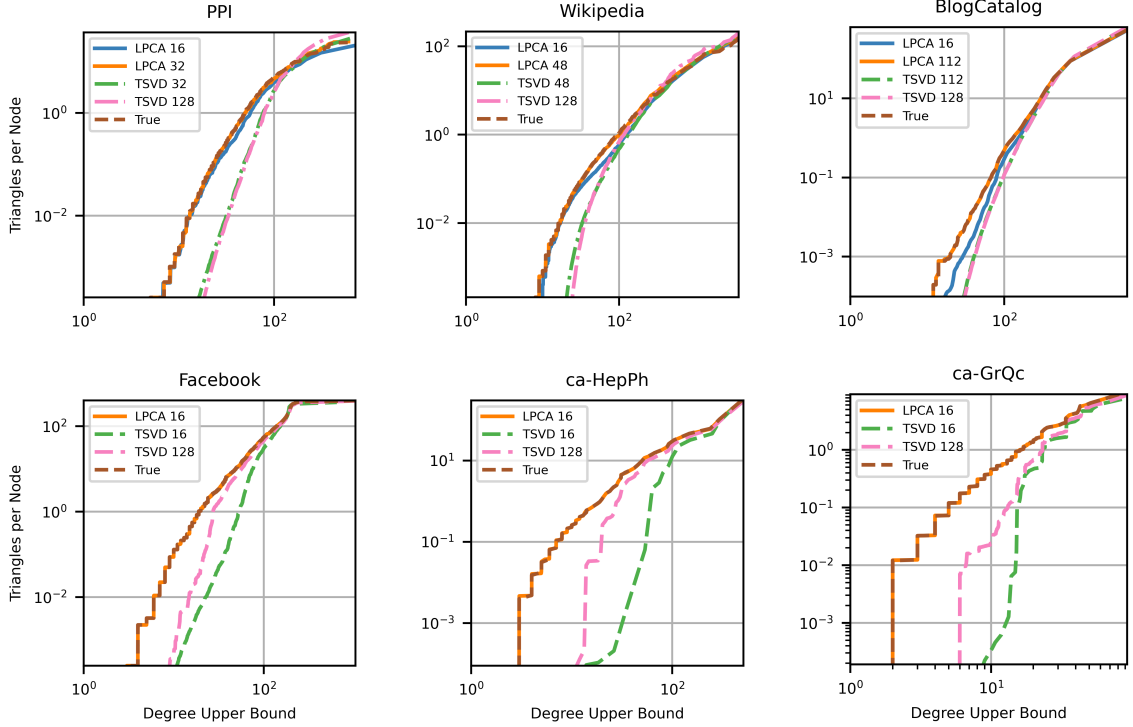 PPI
LPCA 16
LPCA 32
TSVD 32
TSVD 128
True
Triangles per Node
10^0
10^-2
10^0
10^2
Wikipedia
LPCA 16
LPCA 48
TSVD 48
TSVD 128
True
10^2
10^0
10^-2
10^0
10^2
BlogCatalog
LPCA 16
LPCA 112
TSVD 112
TSVD 128
True
10^1
10^-1
10^-3
10^0
10^2
Facebook
LPCA 16
TSVD 16
TSVD 128
True
Triangles per Node
10^2
10^0
10^-2
10^0
10^2
Degree Upper Bound
ca-HepPh
LPCA 16
TSVD 16
TSVD 128
True
10^1
10^-1
10^-3
10^0
10^2
Degree Upper Bound
ca-GrQc
LPCA 16
TSVD 16
TSVD 128
True
10^0
10^-1
10^-2
10^-3
10^0
10^1
Degree Upper Bound